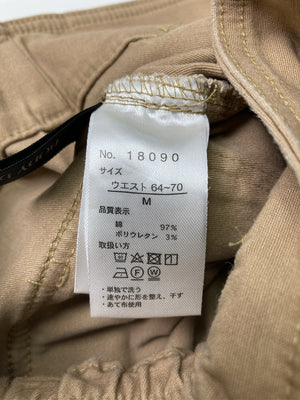 No. 18090
サイズ
ウエスト 64~70
M
品質表示
綿 97%
ポリウレタン 3%
取扱い方
・単独で洗う
・速やかに形を整え、干す
・あて布使用